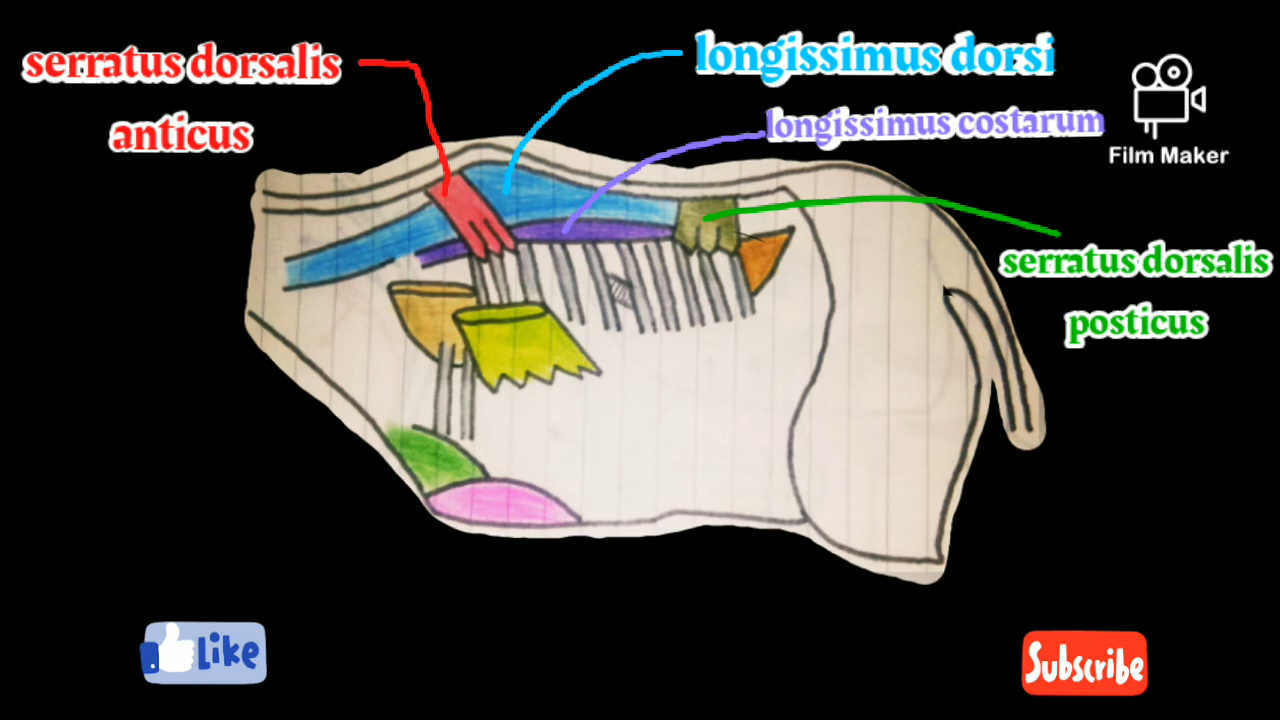 serratus dorsalis
anticus
longissimus dorsi
longissimus costarum
Film Maker
serratus dorsalis
posticus
Like
Subscribe